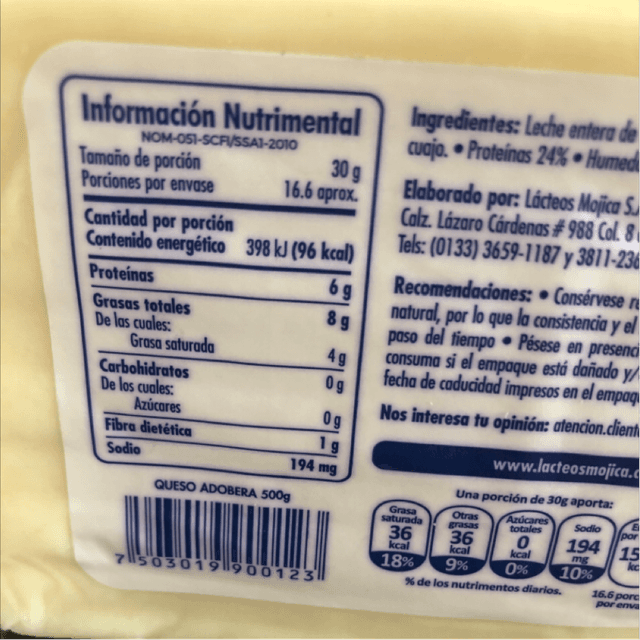 Información Nutrimental
NOM-051-SCFI/SSA1-2010
Tamaño de porción 30 g
Porciones por envase 16.6 aprox.
Cantidad por porción
Contenido energético 398 kJ (96 kcal)
Proteínas 6 g
Grasas totales 8 g
De las cuales:
Grasa saturada 4 g
Carbohidratos 0 g
De los cuales:
Azúcares 0 g
Fibra dietética 1 g
Sodio 194 mg
QUESO ADOBERA 500g
7 503019 900123
Ingredientes: Leche entera de
cuajo. • Proteínas 24% • Humed
Elaborado por: Lácteos Mojica S.
Calz. Lázaro Cárdenas # 988 Col. 8
Tels: (0133) 3659-1187 y 3811-236
Recomendaciones: • Consérvese
natural, por lo que la consistencia y el
paso del tiempo • Pésese en presenc
consuma si el empaque está dañado y/
fecha de caducidad impresos en el empaq
Nos interesa tu opinión: atencion.client
www.lacteosmojica.c
Una porción de 30g aporta:
Grasa saturada 36 kcal 18%
Otras grasas 36 kcal 9%
Azúcares totales 0 kcal 0%
Sodio 194 mg 10%
E
por
15
kc
% de los nutrimentos diarios.
16.6 porc
por enva